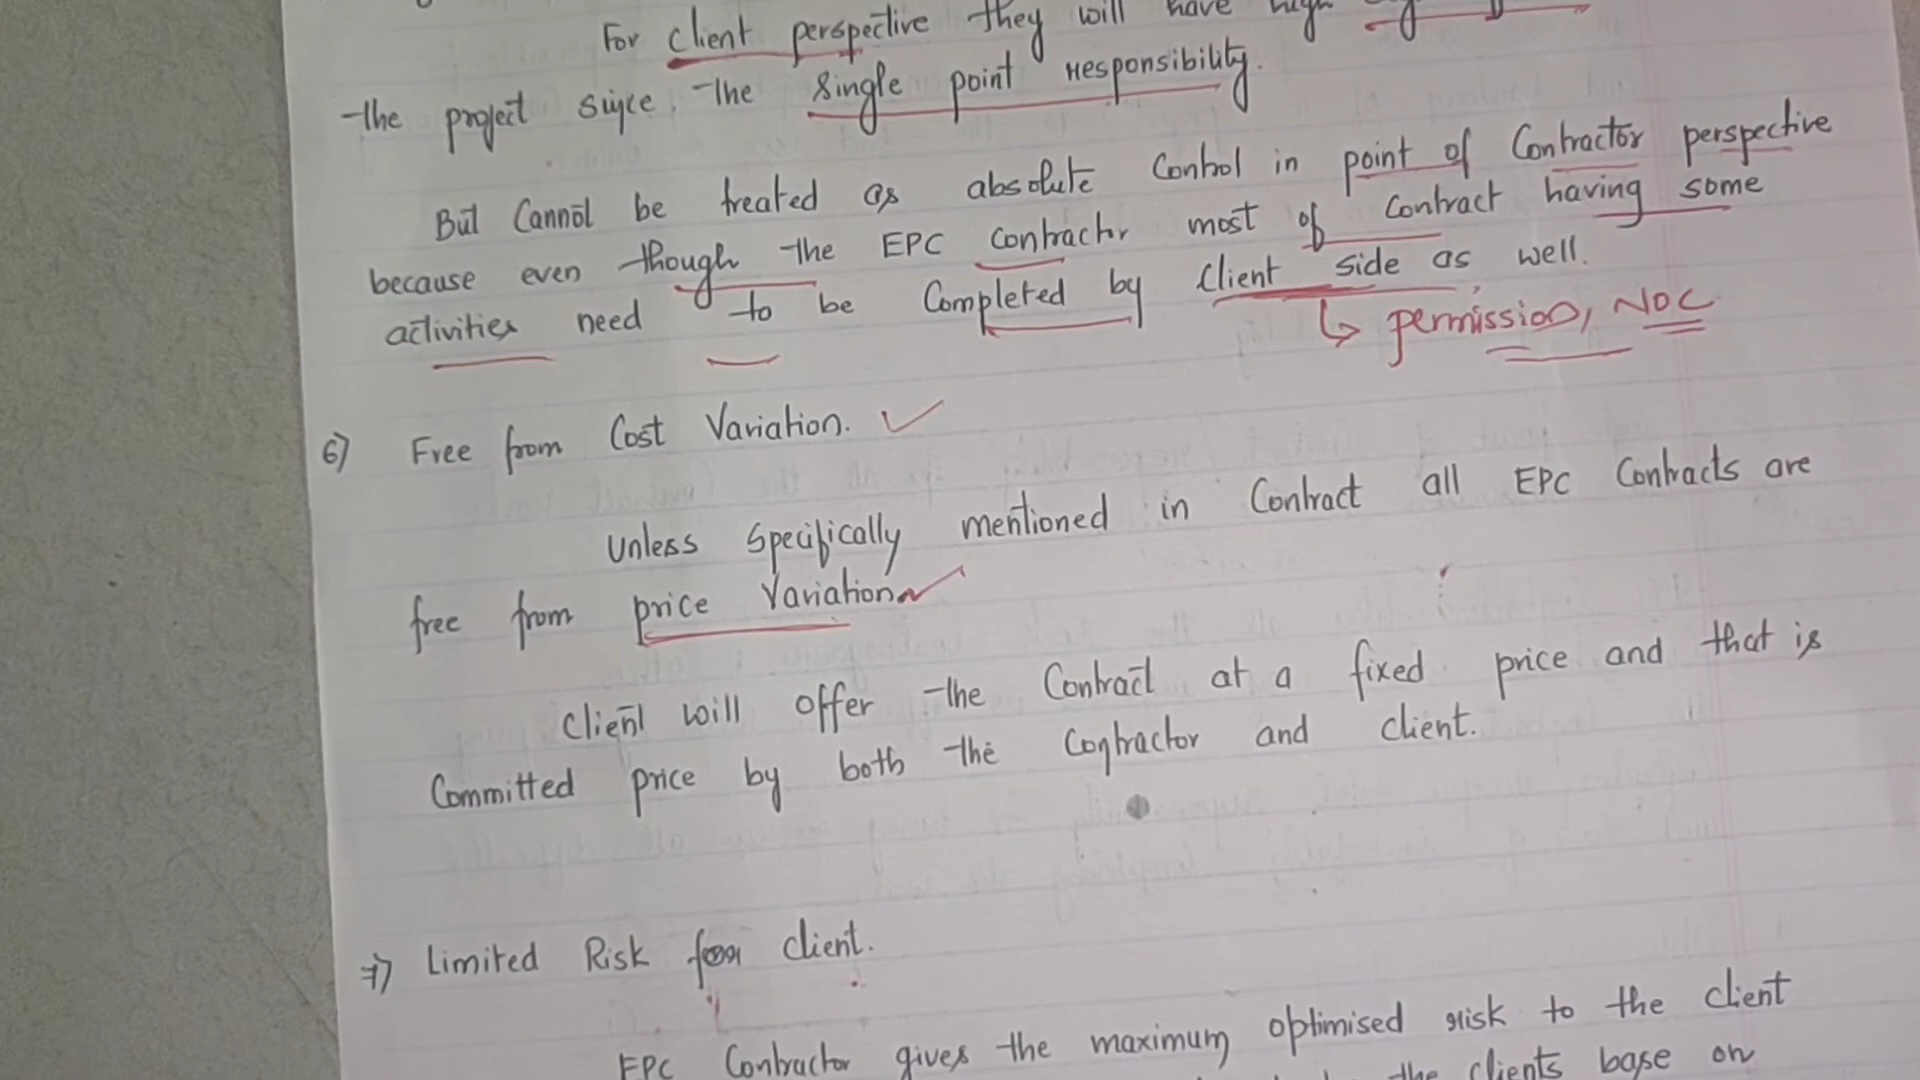 For client perspective they will have high
the project since the single point responsibility.
But Cannot be treated as absolute Control in point of Contractor perspective
because even though the EPC contractor most of contract having some
activities need to be Completed by Client side as well.
↳ permission, NOC
6) Free from Cost Variation. ✓
Unless Specifically mentioned in Contract all EPC Contracts are
free from price Variation ✓
Client will offer the Contract at a fixed price and that is
Committed price by both the Contractor and client.
7) Limited Risk for client.
EPC Contractor gives the maximum optimised risk to the client
the clients base on